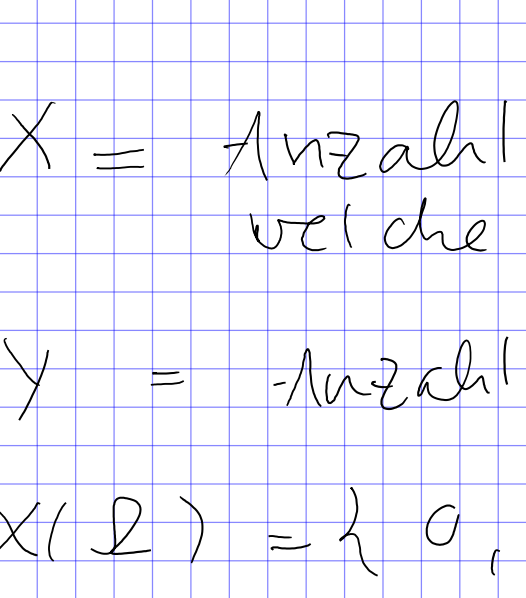 X = Anzahl
welche
Y = Anzahl
X(Ω) = { 0,